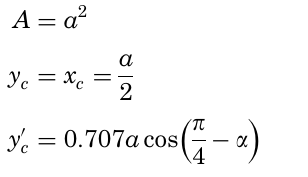 A = a²
y_c = x_c = a/2
y′_c = 0.707a cos(π/4 − α)